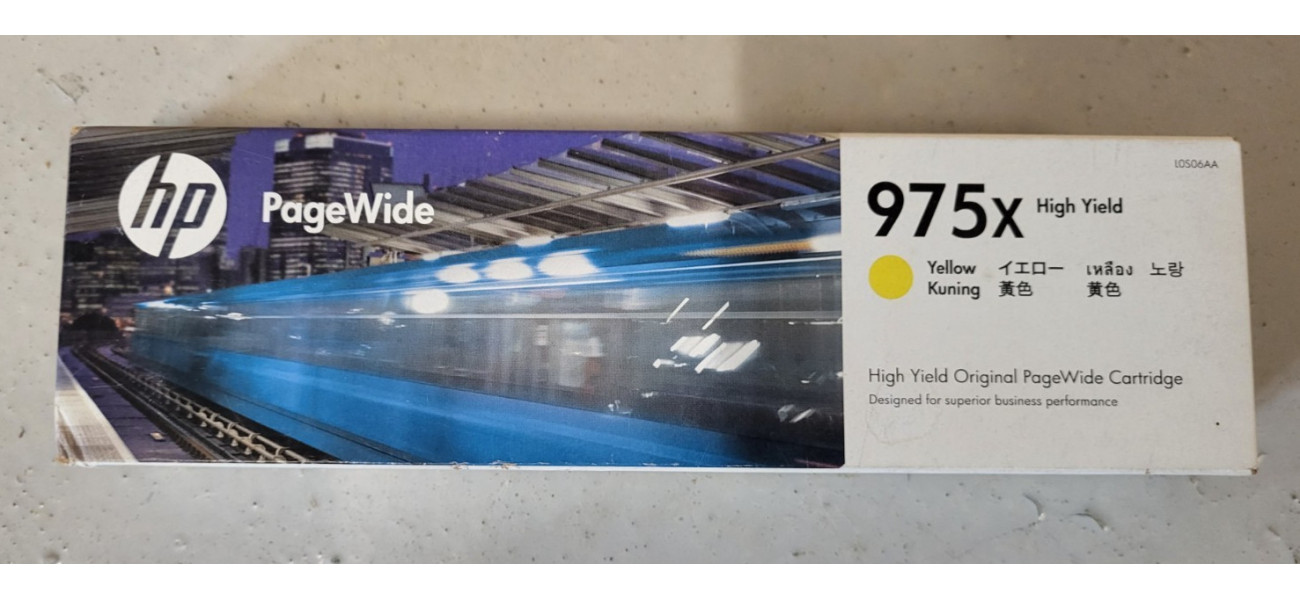 hp
PageWide
L0S06AA
975x High Yield
Yellow イエロー เหลือง 노랑
Kuning 黃色 黄色
High Yield Original PageWide Cartridge
Designed for superior business performance